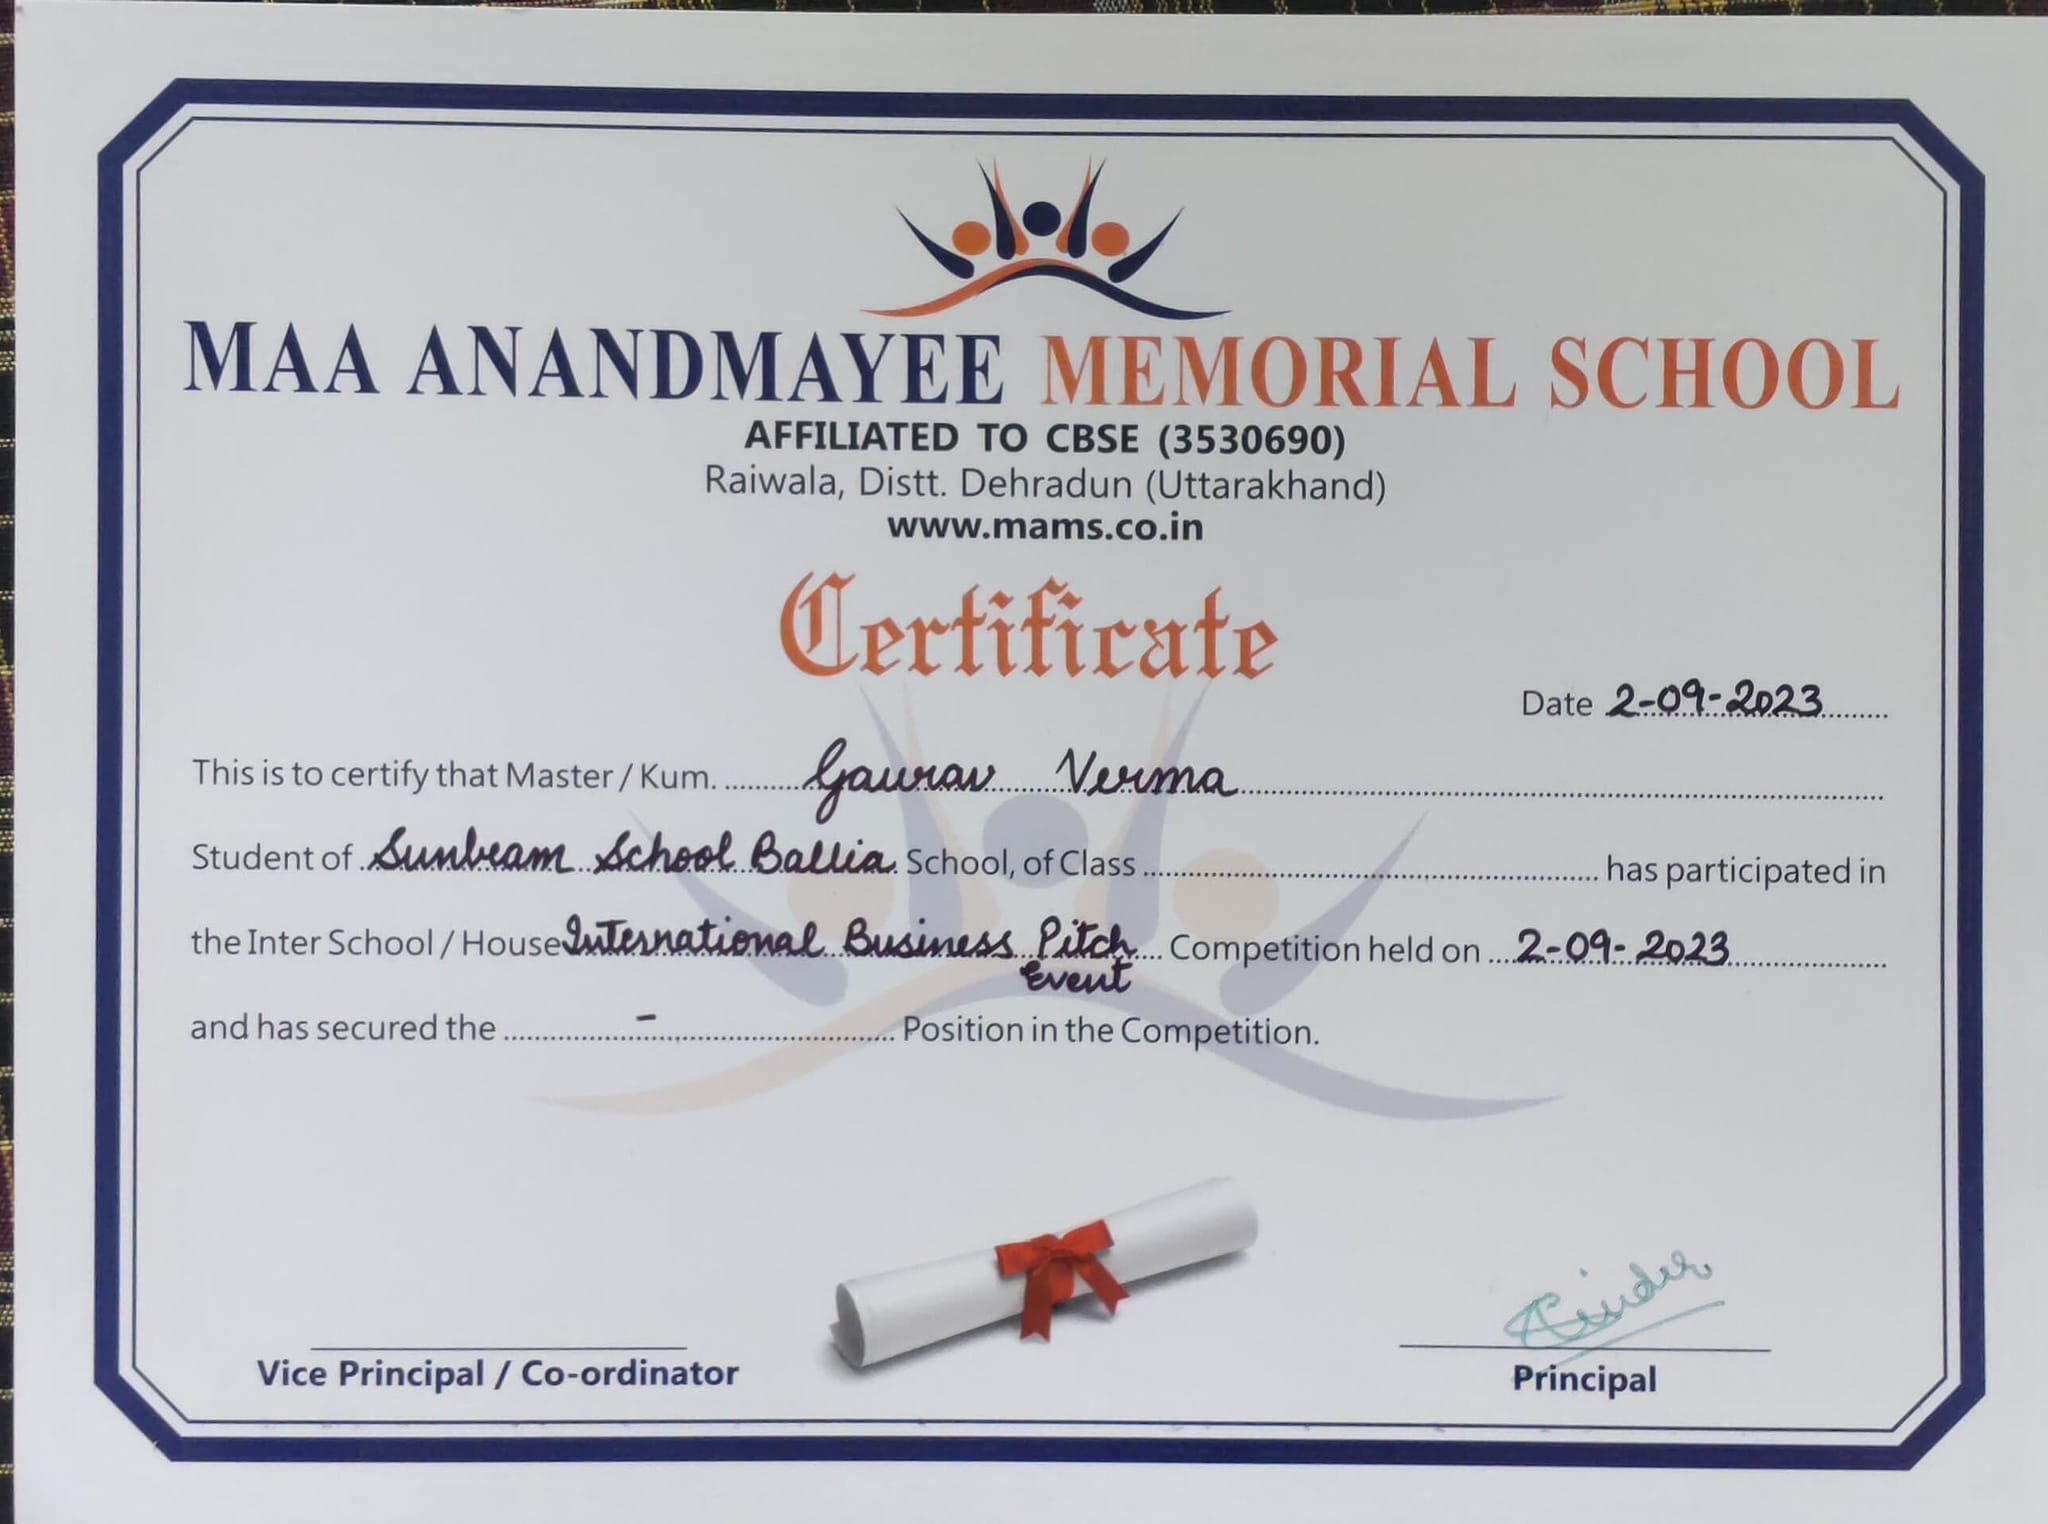 MAA ANANDMAYEE MEMORIAL SCHOOL
AFFILIATED TO CBSE (3530690)
Raiwala, Distt. Dehradun (Uttarakhand)
www.mams.co.in
Certificate
Date 2-09-2023
This is to certify that Master / Kum. Gaurav Verma
Student of Sunbeam School Ballia School, of Class has participated in
the Inter School / House International Business Pitch Competition held on 2-09-2023
Event
and has secured the - Position in the Competition.
Vice Principal / Co-ordinator
Principal